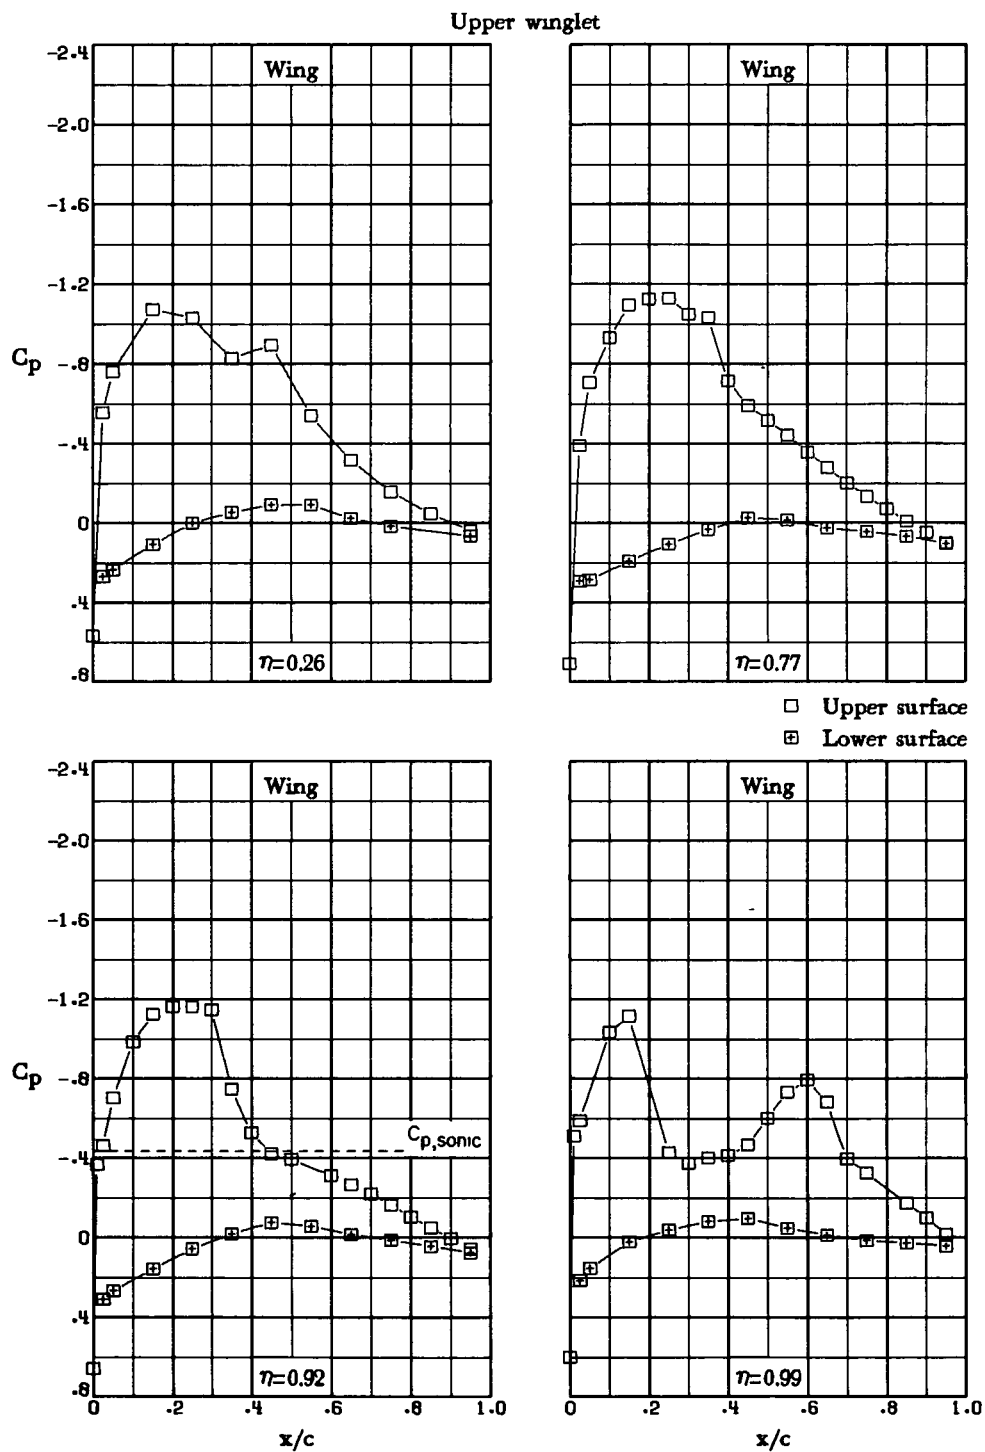 Upper winglet
Wing
Wing
-2.4
-2.0
-1.6
-1.2
-.8
-.4
0
.4
.8
Cp
η=0.26
η=0.77
Upper surface
Lower surface
Wing
Wing
-2.4
-2.0
-1.6
-1.2
-.8
-.4
0
.4
.8
Cp
Cp,sonic
η=0.92
η=0.99
0 .2 .4 .6 .8 1.0
0 .2 .4 .6 .8 1.0
x/c
x/c